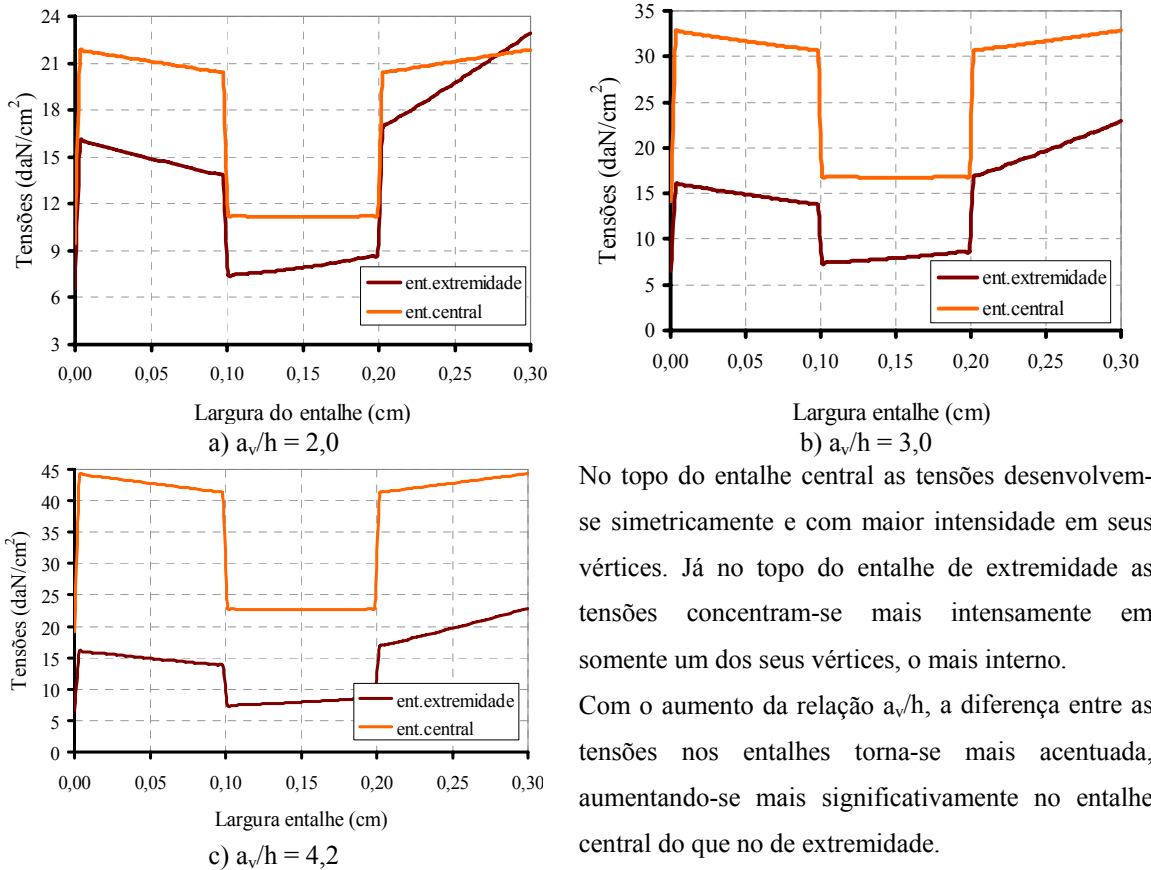 24
21
18
15
12
9
6
3
Tensões (daN/cm²)
ent.extremidade
ent.central
0,00 0,05 0,10 0,15 0,20 0,25 0,30
Largura do entalhe (cm)
a) aᵥ/h = 2,0
35
30
25
20
15
10
5
0
Tensões (daN/cm²)
ent.extremidade
ent.central
0,00 0,05 0,10 0,15 0,20 0,25 0,30
Largura entalhe (cm)
b) aᵥ/h = 3,0
45
40
35
30
25
20
15
10
5
0
Tensões (daN/cm²)
ent.extremidade
ent.central
0,00 0,05 0,10 0,15 0,20 0,25 0,30
Largura entalhe (cm)
c) aᵥ/h = 4,2
No topo do entalhe central as tensões desenvolvem-
se simetricamente e com maior intensidade em seus
vértices. Já no topo do entalhe de extremidade as
tensões concentram-se mais intensamente em
somente um dos seus vértices, o mais interno.
Com o aumento da relação aᵥ/h, a diferença entre as
tensões nos entalhes torna-se mais acentuada,
aumentando-se mais significativamente no entalhe
central do que no de extremidade.